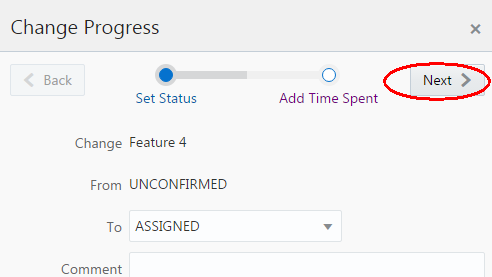 Change Progress
Back
Next
Set Status
Add Time Spent
Change Feature 4
From UNCONFIRMED
To ASSIGNED
Comment